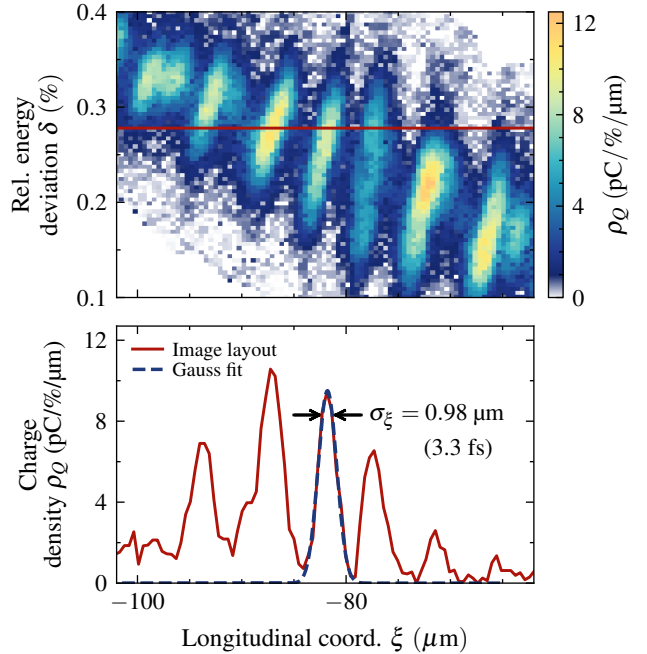 0.4
0.3
0.2
0.1
Rel. energy
deviation δ (%)
12
8
4
0
ρQ (pC/%/µm)
12
8
4
0
Charge
density ρQ (pC/%/µm)
Image layout
Gauss fit
σξ = 0.98 µm
(3.3 fs)
−100
−80
Longitudinal coord. ξ (µm)